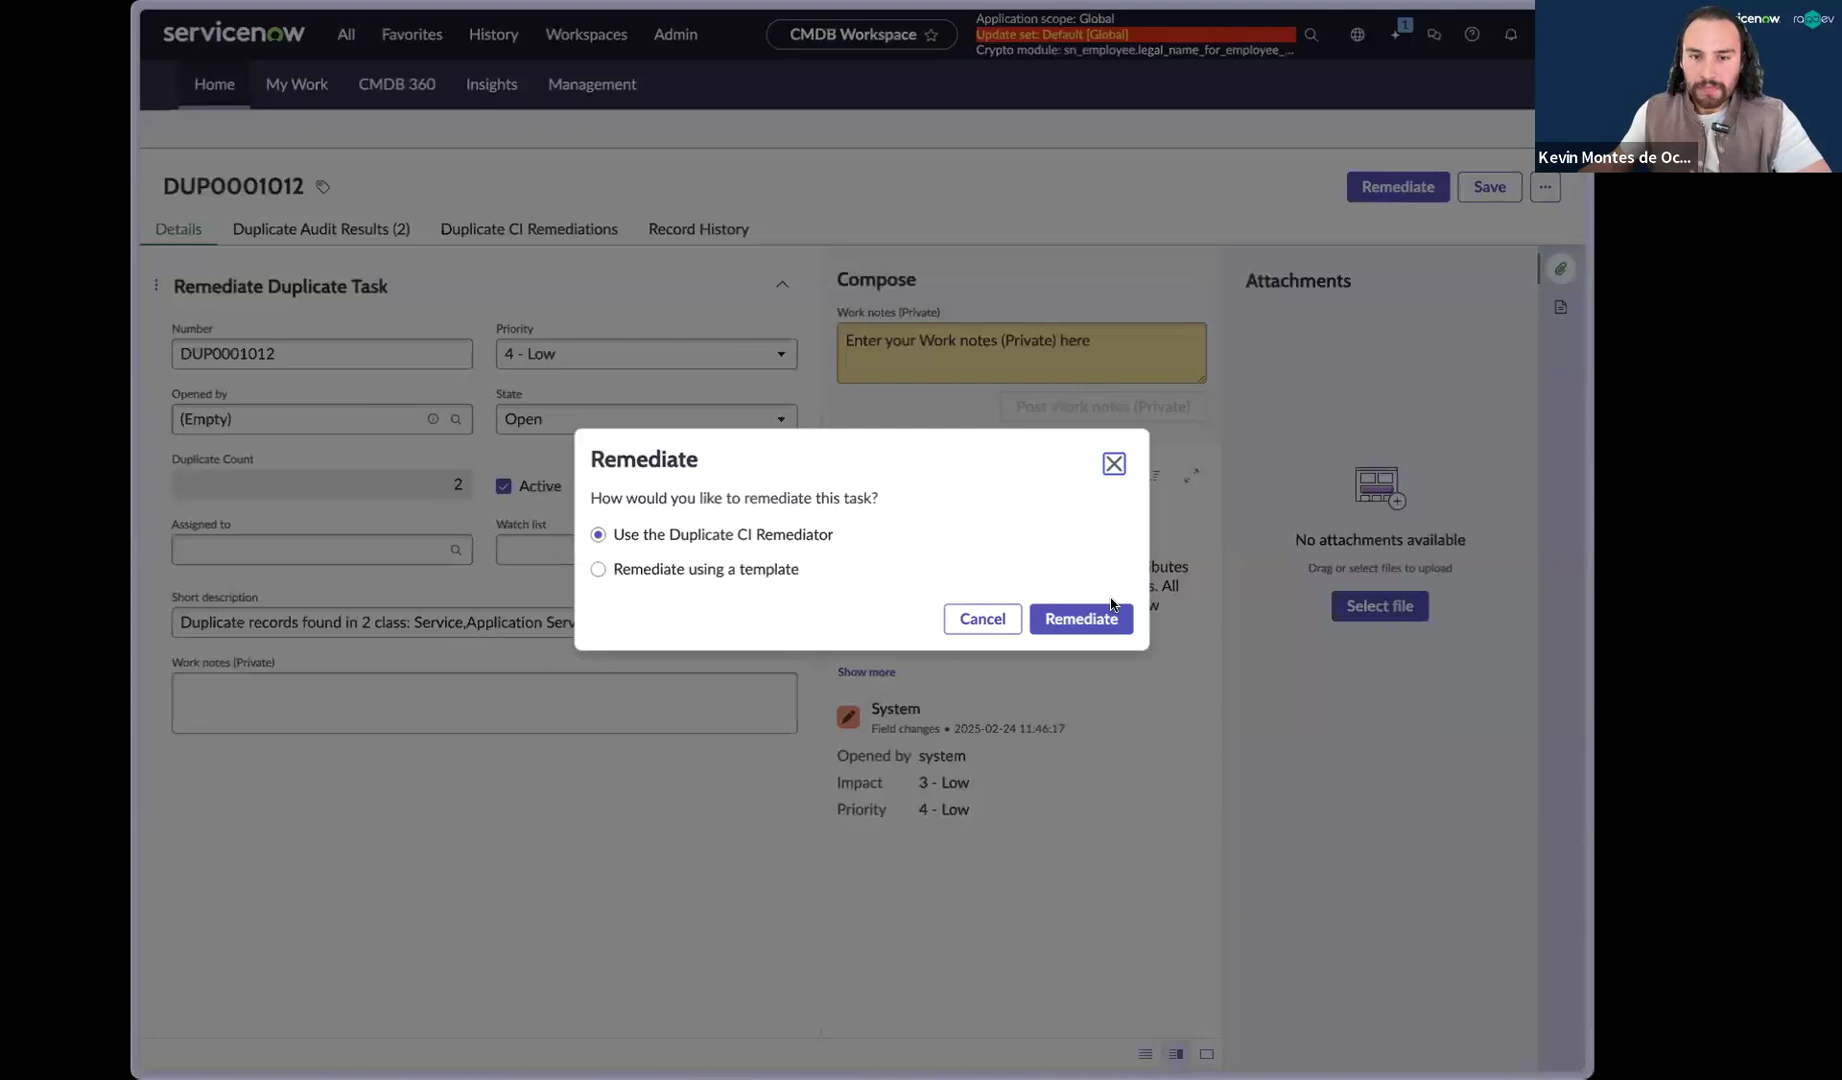 servicenow
All
Favorites
History
Workspaces
Admin
CMDB Workspace
Application scope: Global
Update set: Default [Global]
Crypto module: sn_employee.legal_name_for_employee_...
1
Home
My Work
CMDB 360
Insights
Management
Kevin Montes de Oc...
DUP0001012
Remediate
Save
Details
Duplicate Audit Results (2)
Duplicate CI Remediations
Record History
Remediate Duplicate Task
Number
DUP0001012
Priority
4 - Low
Opened by
(Empty)
State
Open
Duplicate Count
2
Active
Assigned to
Watch list
Short description
Duplicate records found in 2 class: Service,Application Serv
Work notes (Private)
Compose
Work notes (Private)
Enter your Work notes (Private) here
Post Work notes (Private)
Remediate
How would you like to remediate this task?
Use the Duplicate CI Remediator
Remediate using a template
Cancel
Remediate
Show more
System
Field changes • 2025-02-24 11:46:17
Opened by system
Impact 3 - Low
Priority 4 - Low
Attachments
No attachments available
Drag or select files to upload
Select file